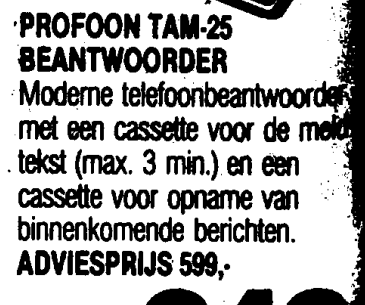 PROFOON TAM-25
BEANTWOORDER
Moderne telefoonbeantwoorder
met een cassette voor de meld
tekst (max. 3 min.) en een
cassette voor opname van
binnenkomende berichten.
ADVIESPRIJS 599,-